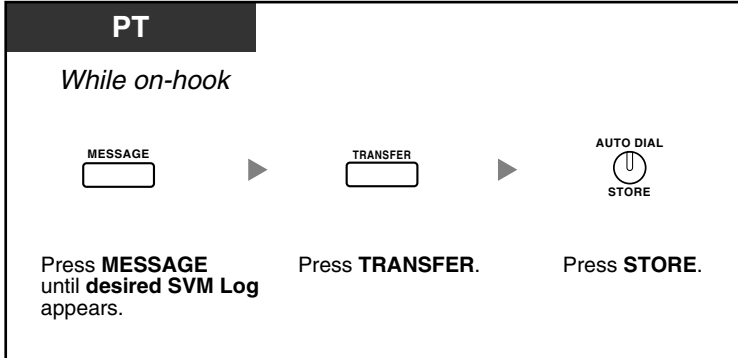 PT
While on-hook
MESSAGE
TRANSFER
AUTO DIAL
STORE
Press MESSAGE
until desired SVM Log
appears.
Press TRANSFER.
Press STORE.